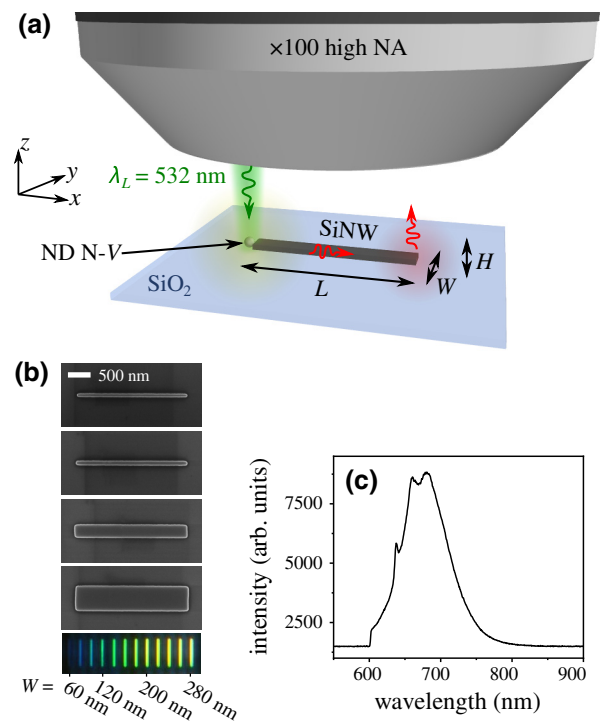 (a)
×100 high NA
z
y
x
λL = 532 nm
SiNW
ND N-V
H
W
L
SiO2
(b)
500 nm
W =
60 nm
120 nm
200 nm
280 nm
(c)
intensity (arb. units)
7500
5000
2500
600
700
800
900
wavelength (nm)